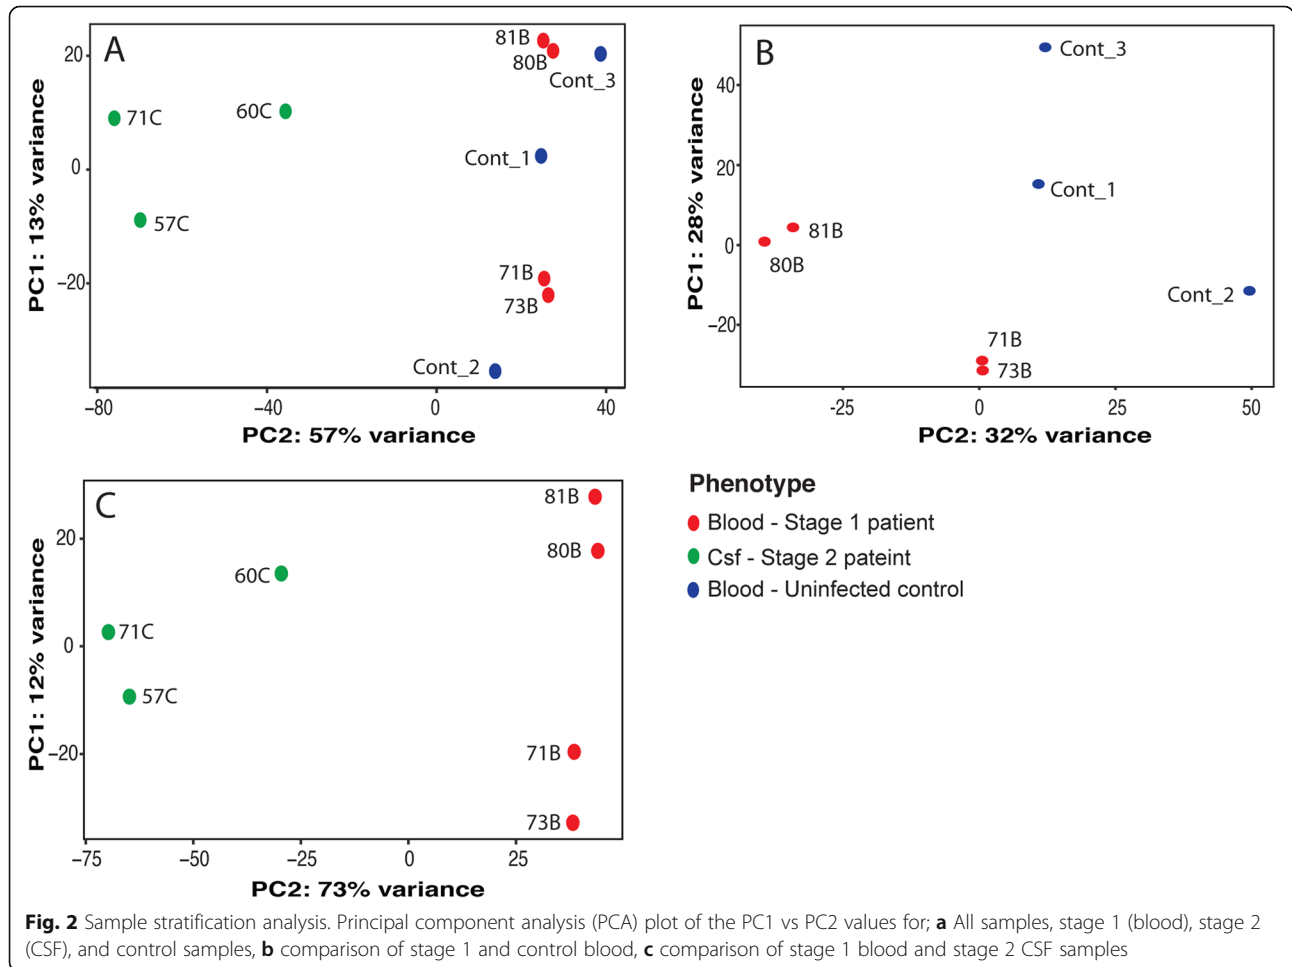 A
81B
80B
Cont_3
71C
60C
Cont_1
57C
71B
73B
Cont_2
20
0
−20
−80
−40
0
40
PC1: 13% variance
PC2: 57% variance
B
Cont_3
Cont_1
81B
80B
Cont_2
71B
73B
40
20
0
−20
-25
0
25
50
PC1: 28% variance
PC2: 32% variance
C
81B
80B
60C
71C
57C
71B
73B
20
0
−20
−75
−50
−25
0
25
PC1: 12% variance
PC2: 73% variance
Phenotype
Blood - Stage 1 patient
Csf - Stage 2 pateint
Blood - Uninfected control
Fig. 2 Sample stratification analysis. Principal component analysis (PCA) plot of the PC1 vs PC2 values for; a All samples, stage 1 (blood), stage 2
(CSF), and control samples, b comparison of stage 1 and control blood, c comparison of stage 1 blood and stage 2 CSF samples